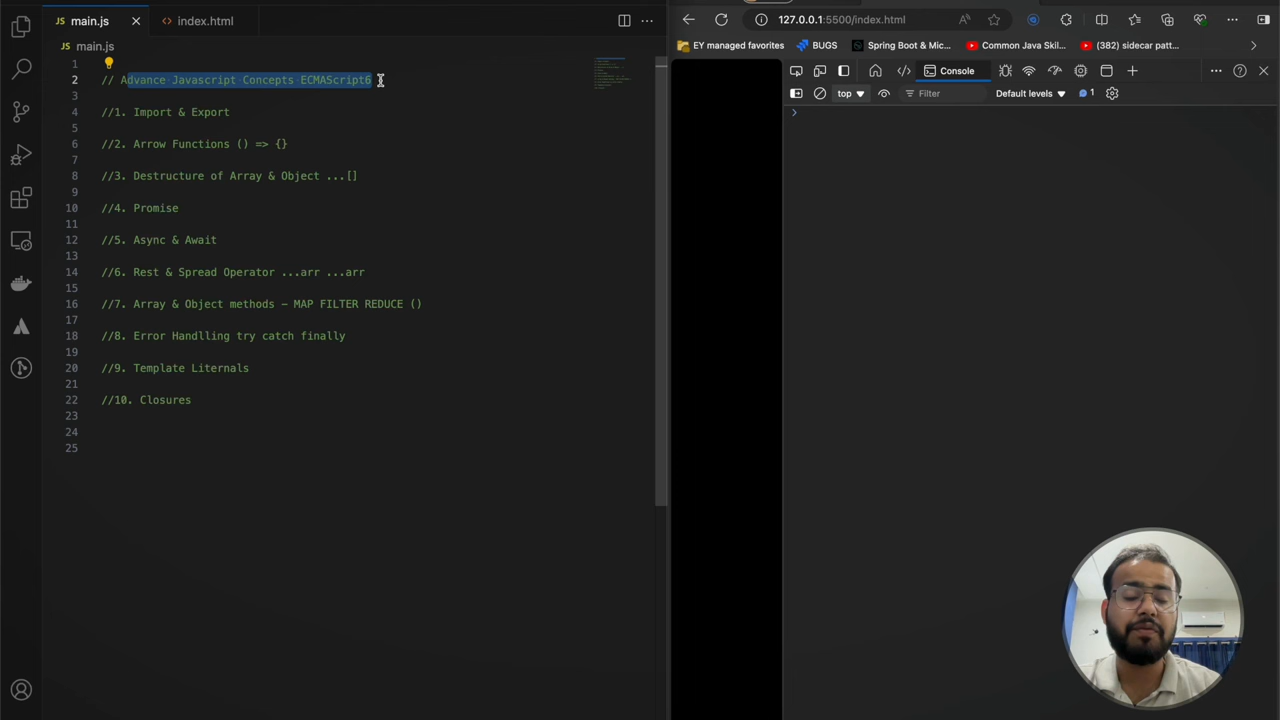 main.js
index.html
main.js
1
2 // Advance Javascript Concepts ECMAScript6
3
4 //1. Import & Export
5
6 //2. Arrow Functions () => {}
7
8 //3. Destructure of Array & Object ...[]
9
10 //4. Promise
11
12 //5. Async & Await
13
14 //6. Rest & Spread Operator ...arr ...arr
15
16 //7. Array & Object methods - MAP FILTER REDUCE ()
17
18 //8. Error Handlling try catch finally
19
20 //9. Template Liternals
21
22 //10. Closures
23
24
25
127.0.0.1:5500/index.html
EY managed favorites
BUGS
Spring Boot & Mic...
Common Java Skil...
(382) sidecar patt...
Console
top
Filter
Default levels
1